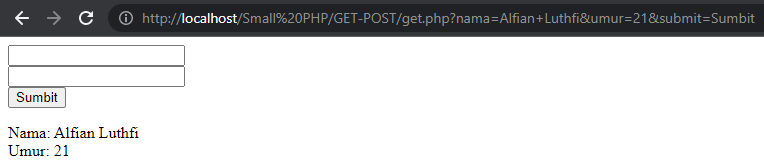 http://localhost/Small%20PHP/GET-POST/get.php?nama=Alfian+Luthfi&umur=21&submit=Sumbit
Sumbit
Nama: Alfian Luthfi
Umur: 21